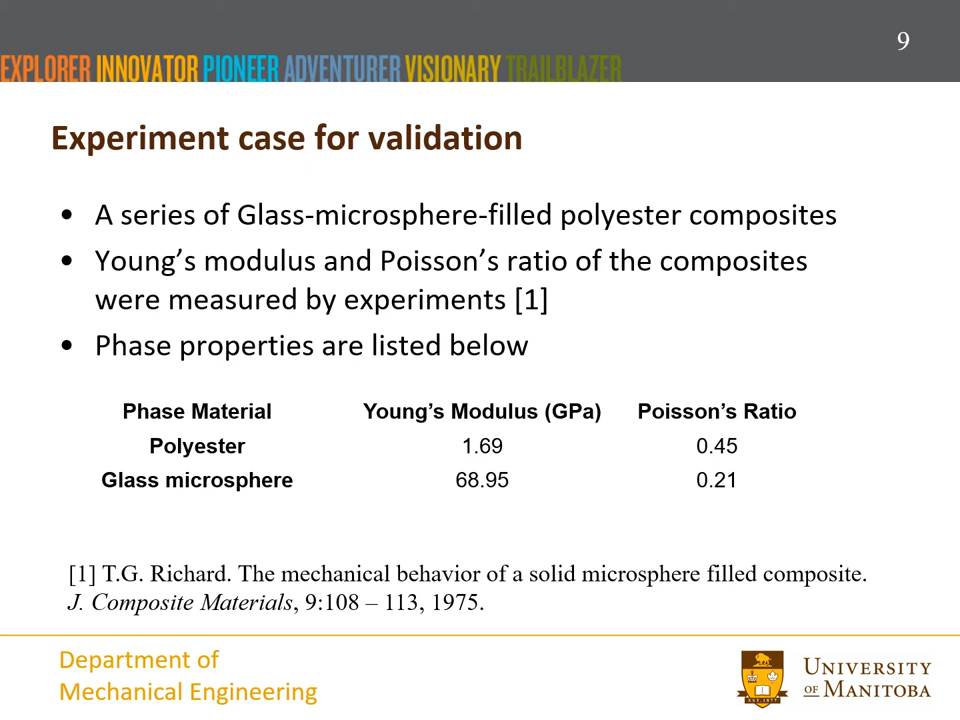 9
EXPLORER INNOVATOR PIONEER ADVENTURER VISIONARY TRAILBLAZER
Experiment case for validation
• A series of Glass-microsphere-filled polyester composites
• Young’s modulus and Poisson’s ratio of the composites
were measured by experiments [1]
• Phase properties are listed below
Phase Material Young’s Modulus (GPa) Poisson’s Ratio
Polyester 1.69 0.45
Glass microsphere 68.95 0.21
[1] T.G. Richard. The mechanical behavior of a solid microsphere filled composite.
J. Composite Materials, 9:108 – 113, 1975.
Department of
Mechanical Engineering
UNIVERSITY
OF MANITOBA